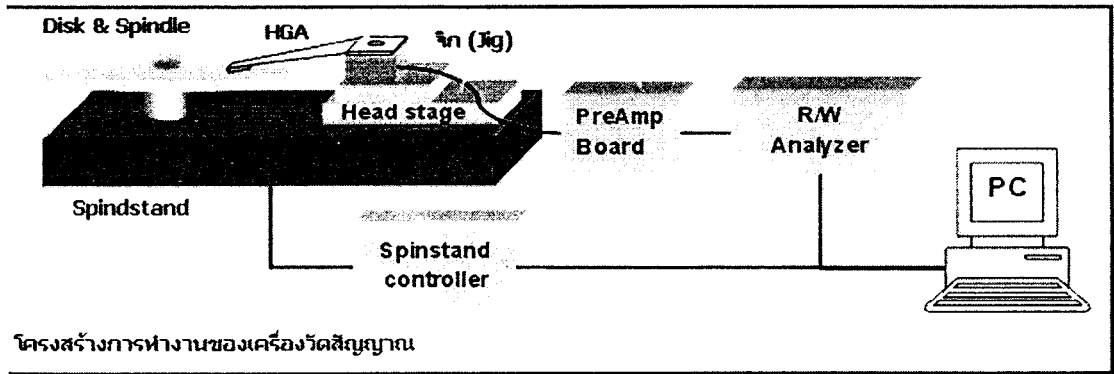 Disk & Spindle
HGA
จิก (Jig)
Head stage
PreAmp
Board
R/W
Analyzer
PC
Spindstand
Spinstand
controller
โครงสร้างการทำงานของเครื่องวัดสัญญาณ